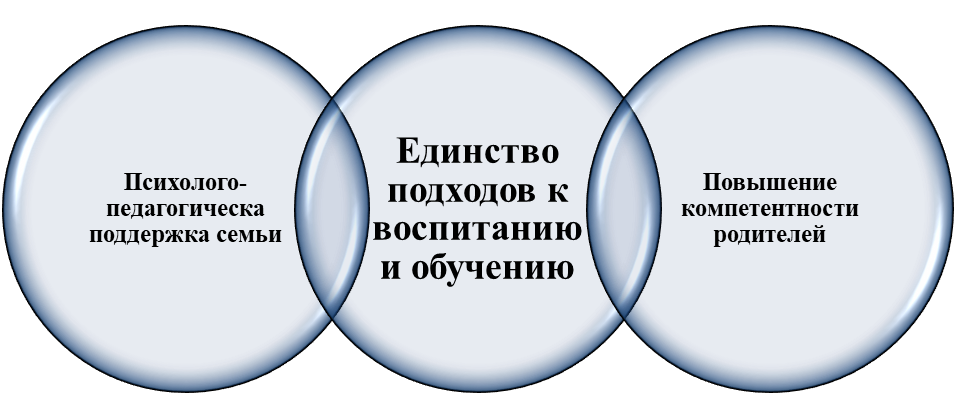 Психолого-
педагогическа
поддержка семьи
Единство
подходов к
воспитанию
и обучению
Повышение
компетентности
родителей